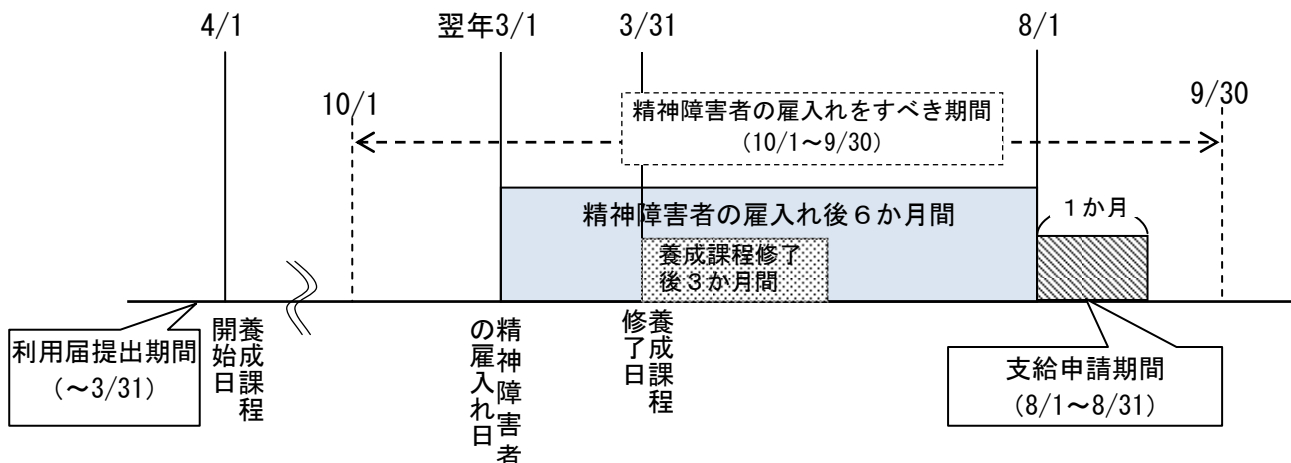 4/1
翌年3/1
3/31
8/1
10/1
精神障害者の雇入れをすべき期間
(10/1～9/30)
9/30
精神障害者の雇入れ後６か月間
１か月
養成課程修了
後３か月間
利用届提出期間
(～3/31)
養成課程
開始日
精神障害者
の雇入れ日
養成課程
修了日
支給申請期間
(8/1～8/31)